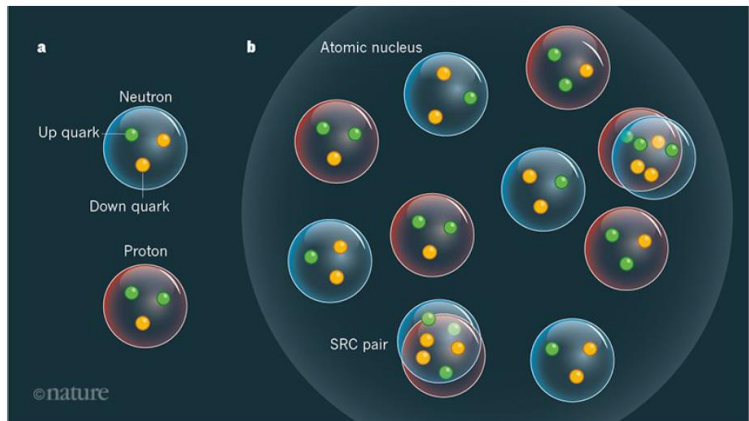 a
b
Atomic nucleus
Neutron
Up quark
Down quark
Proton
SRC pair
©nature